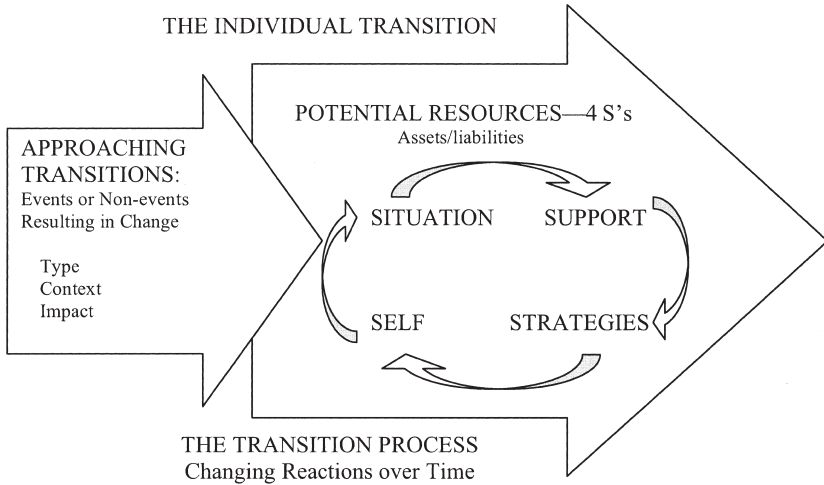 THE INDIVIDUAL TRANSITION
APPROACHING
TRANSITIONS:
Events or Non-events
Resulting in Change
Type
Context
Impact
POTENTIAL RESOURCES—4 S's
Assets/liabilities
SITUATION
SUPPORT
SELF
STRATEGIES
THE TRANSITION PROCESS
Changing Reactions over Time